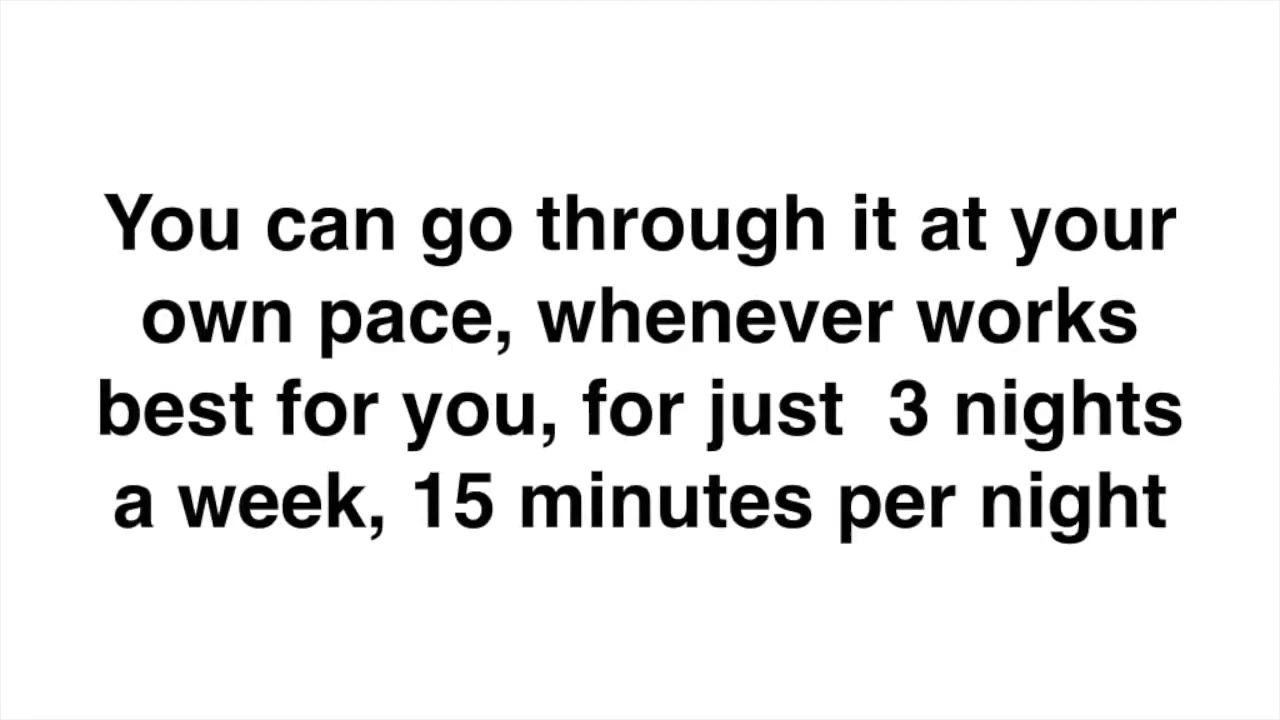 You can go through it at your
own pace, whenever works
best for you, for just  3 nights
a week, 15 minutes per night